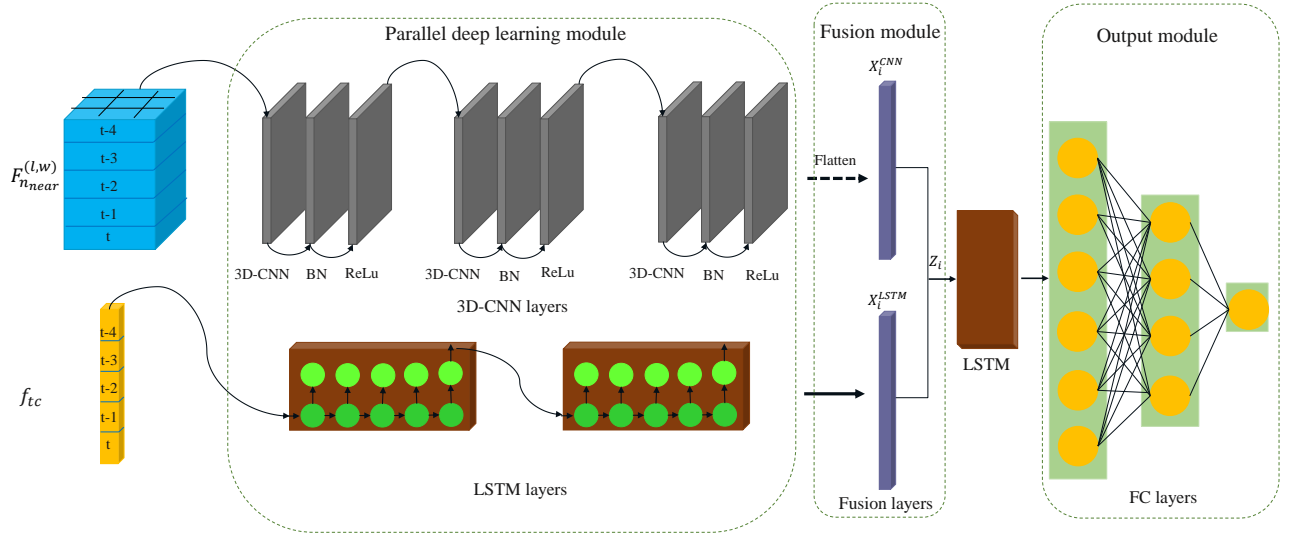 Parallel deep learning module
Fusion module
Output module
X_i^{CNN}
t-4
t-3
t-2
t-1
t
F_{n_{near}}^{(l,w)}
Flatten
3D-CNN BN ReLu
3D-CNN BN ReLu
3D-CNN BN ReLu
3D-CNN layers
Z_i
X_i^{LSTM}
LSTM
t-4
t-3
t-2
t-1
t
f_{tc}
LSTM layers
Fusion layers
FC layers